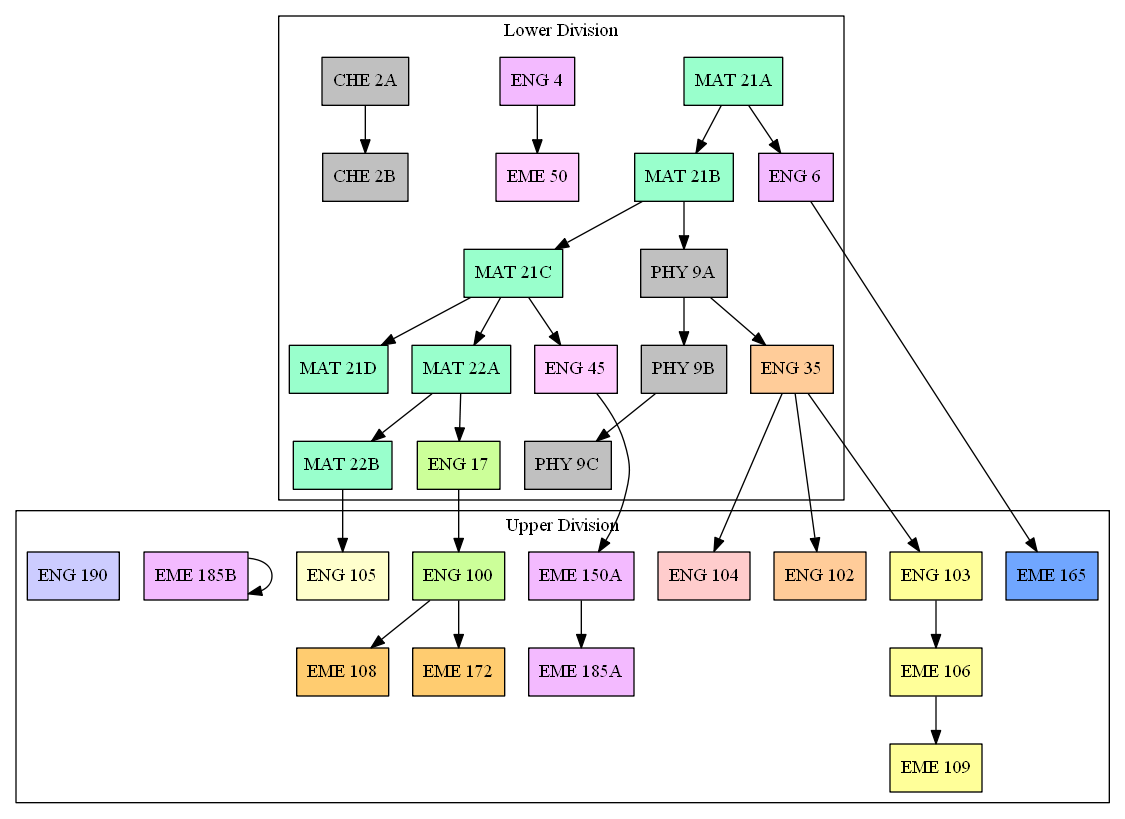 Lower Division
CHE 2A
ENG 4
MAT 21A
CHE 2B
EME 50
MAT 21B
ENG 6
MAT 21C
PHY 9A
MAT 21D
MAT 22A
ENG 45
PHY 9B
ENG 35
MAT 22B
ENG 17
PHY 9C
Upper Division
ENG 190
EME 185B
ENG 105
ENG 100
EME 150A
ENG 104
ENG 102
ENG 103
EME 165
EME 108
EME 172
EME 185A
EME 106
EME 109